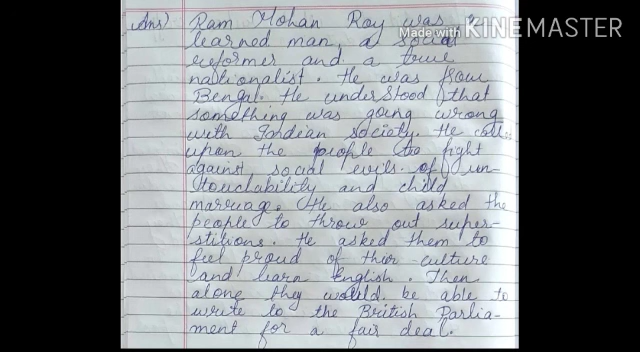 Made with KINEMASTER
Ans) Ram Mohan Roy was a
learned man, a social
reformer and a true
nationalist. He was from
Bengal. He understood that
something was going wrong
with Indian society. He
upon the people to fight
against social evils of un-
touchability and child
marriage. He also asked the
people to throw out super-
stitions. He asked them to
feel proud of their culture
and learn English. Then
alone they would be able to
write to the British Parlia-
ment for a fair deal.